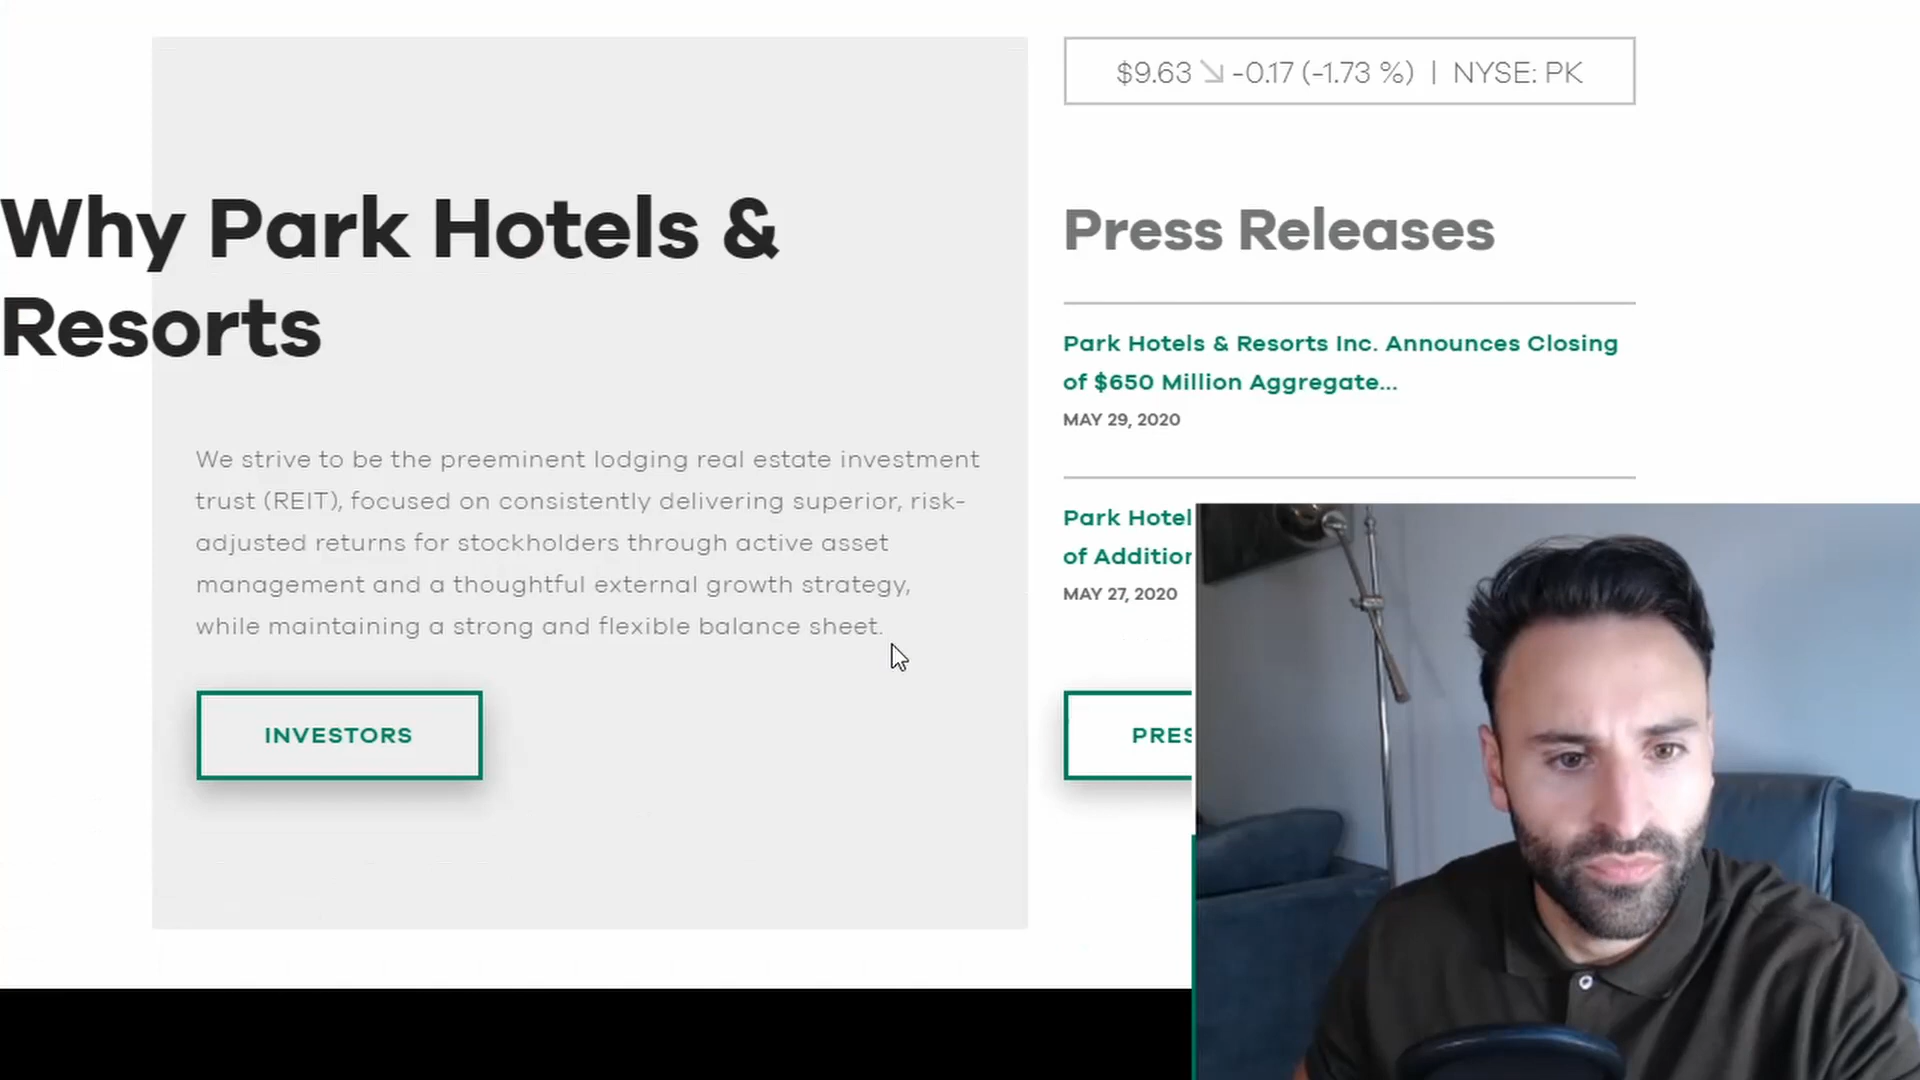 $9.63 -0.17 (-1.73 %) | NYSE: PK
Why Park Hotels &
Resorts
We strive to be the preeminent lodging real estate investment
trust (REIT), focused on consistently delivering superior, risk-
adjusted returns for stockholders through active asset
management and a thoughtful external growth strategy,
while maintaining a strong and flexible balance sheet.
INVESTORS
Press Releases
Park Hotels & Resorts Inc. Announces Closing
of $650 Million Aggregate...
MAY 29, 2020
Park Hotel
of Addition
MAY 27, 2020
PRES